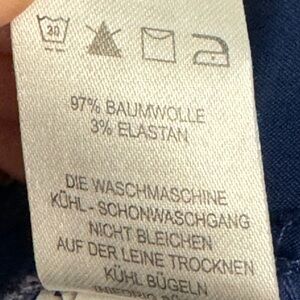 30
97% BAUMWOLLE
3% ELASTAN
DIE WASCHMASCHINE
KÜHL - SCHONWASCHGANG
NICHT BLEICHEN
AUF DER LEINE TROCKNEN
KÜHL BÜGELN